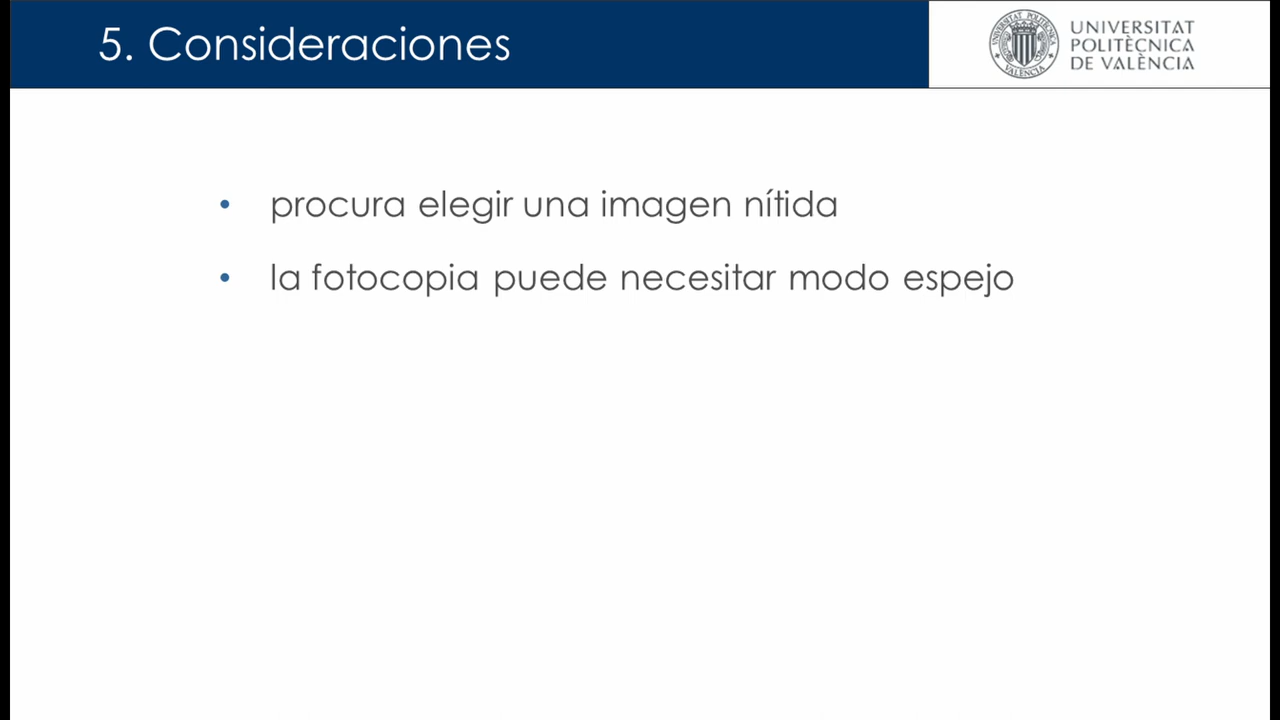 5. Consideraciones
UNIVERSITAT
POLITÈCNICA
DE VALÈNCIA
• procura elegir una imagen nítida
• la fotocopia puede necesitar modo espejo